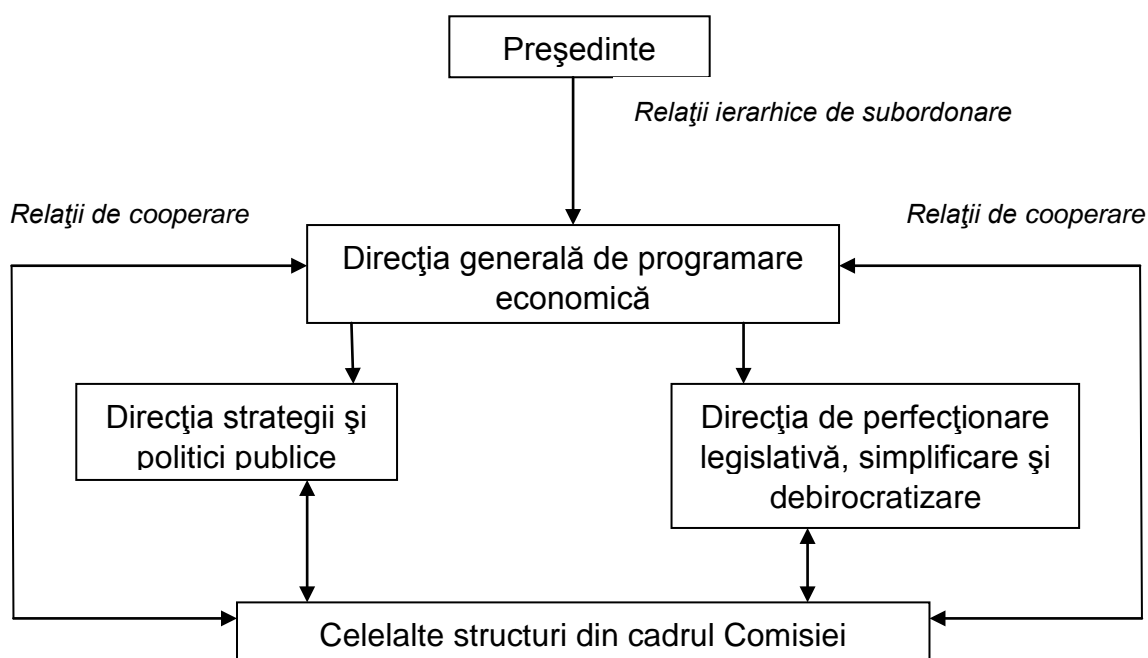 Preşedinte
Relaţii ierarhice de subordonare
Relaţii de cooperare
Relaţii de cooperare
Direcţia generală de programare
economică
Direcţia strategii şi
politici publice
Direcţia de perfecţionare
legislativă, simplificare şi
debirocratizare
Celelalte structuri din cadrul Comisiei